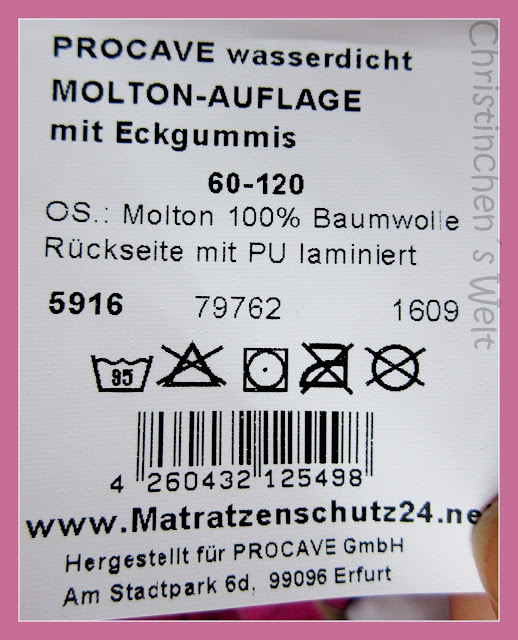 PROCAVE wasserdicht
MOLTON-AUFLAGE
mit Eckgummis
60-120
OS.: Molton 100% Baumwolle
Rückseite mit PU laminiert
5916 79762 1609
95
4 260432 125498
www.Matratzenschutz24.ne
Hergestellt für PROCAVE GmbH
Am Stadtpark 6d, 99096 Erfurt
Christinchen´s Welt